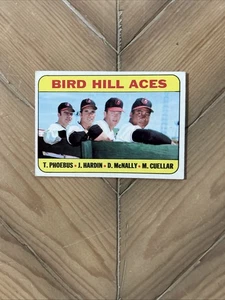 BIRD HILL ACES
T. PHOEBUS • J. HARDIN • D. McNALLY • M. CUELLAR